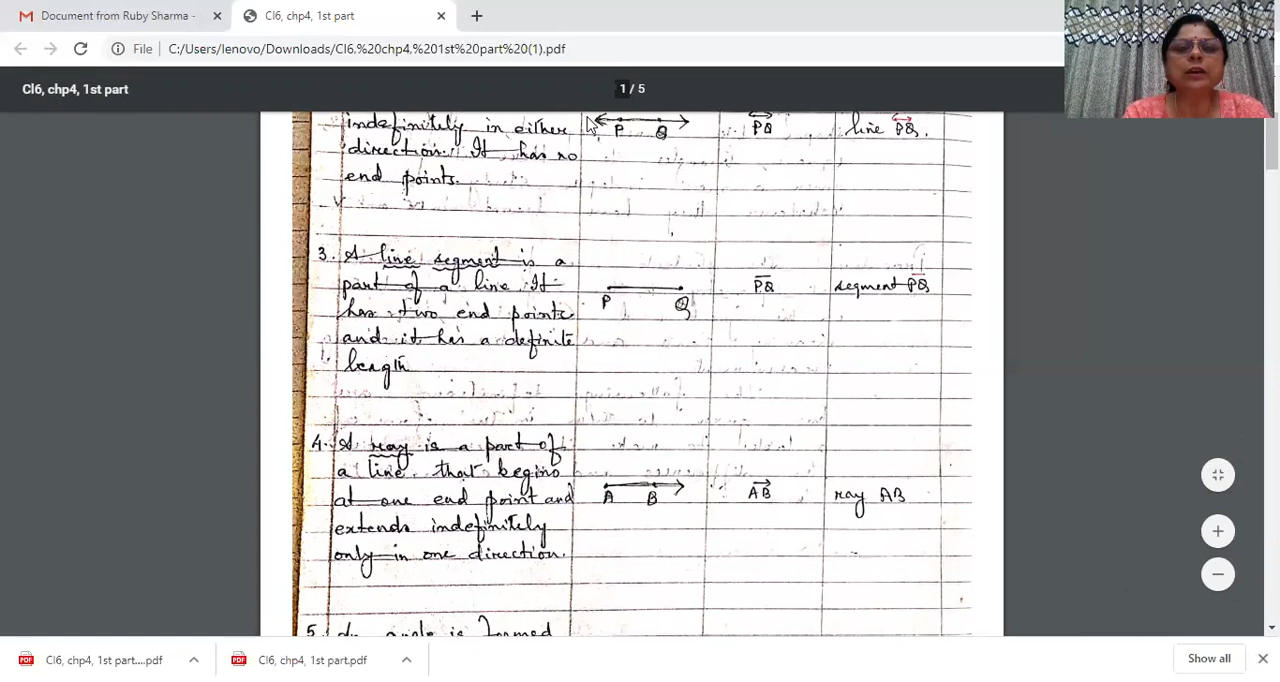 Document from Ruby Sharma -
Cl6, chp4, 1st part
File
C:/Users/lenovo/Downloads/Cl6.%20chp4,%201st%20part%20(1).pdf
Cl6, chp4, 1st part
1 / 5
indefinitely in either
direction. It has no
end points.
P Q
PQ
line PQ.
3. A line segment is a
part of a line. It
has two end points
and it has a definite
length
P Q
PQ
segment PQ
4. A ray is a part of
a line that begins
at one end point and
extends indefinitely
only in one direction.
A B
AB
ray AB
5. An angle is formed
Cl6, chp4, 1st part....pdf
Cl6, chp4, 1st part.pdf
Show all